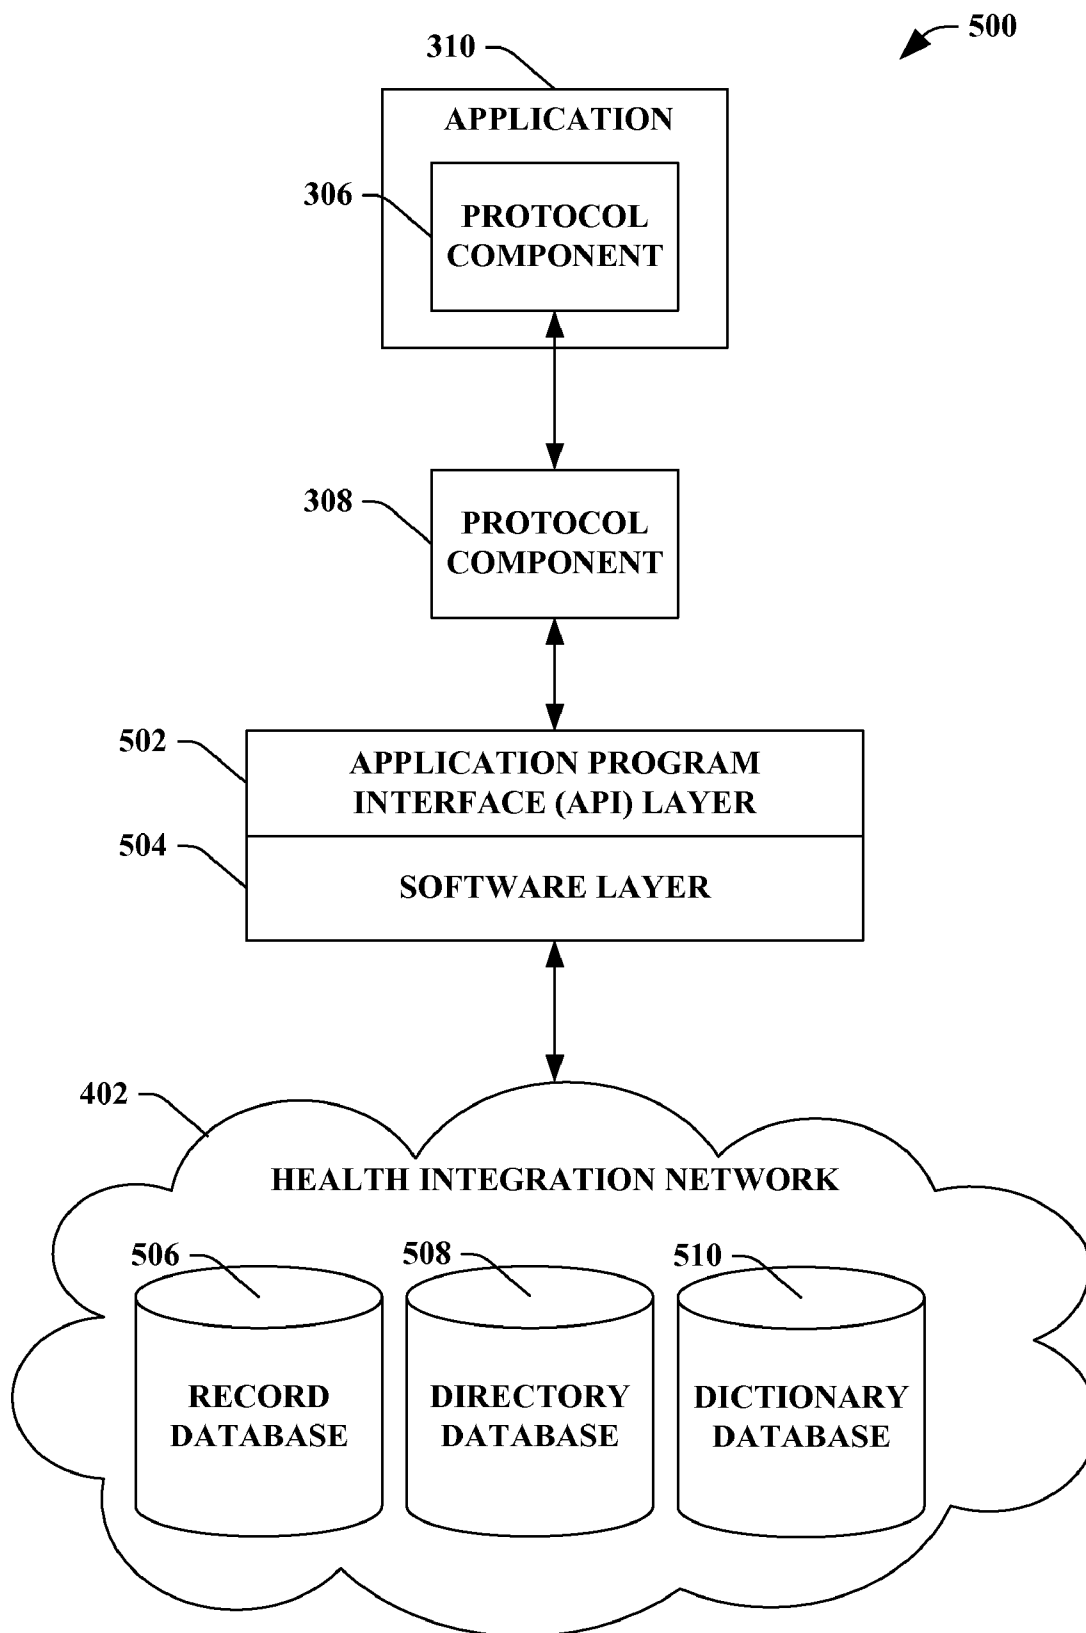 500
310
APPLICATION
306
PROTOCOL
COMPONENT
308
PROTOCOL
COMPONENT
502
APPLICATION PROGRAM
INTERFACE (API) LAYER
504
SOFTWARE LAYER
402
HEALTH INTEGRATION NETWORK
506
508
510
RECORD
DATABASE
DIRECTORY
DATABASE
DICTIONARY
DATABASE